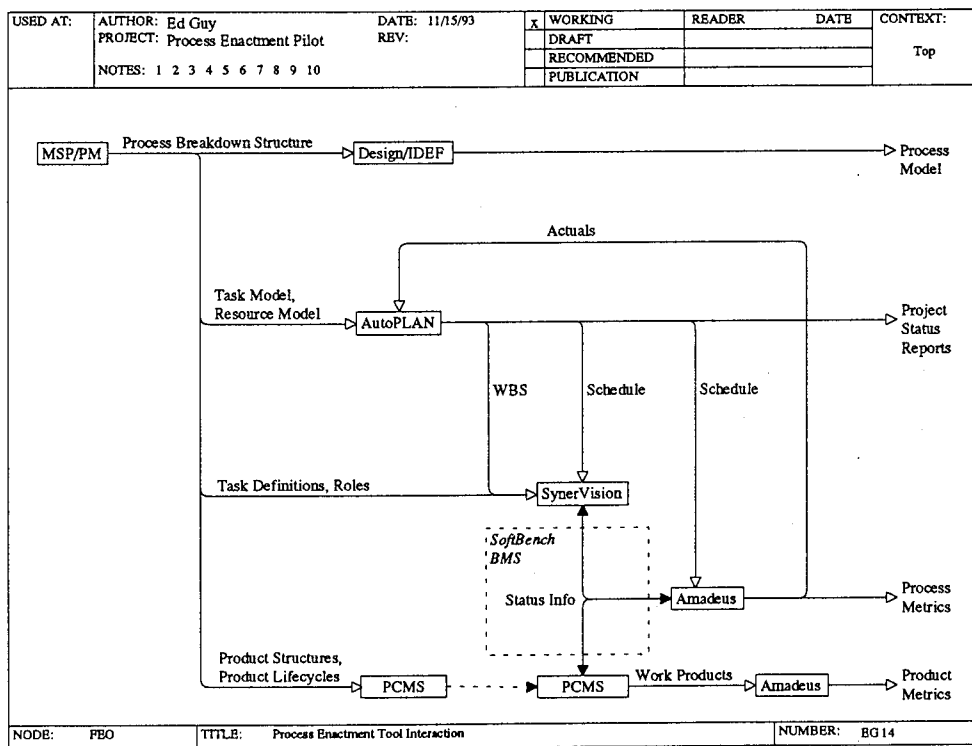 USED AT:
AUTHOR: Ed Guy
DATE: 11/15/93
PROJECT: Process Enactment Pilot
REV:
NOTES: 1 2 3 4 5 6 7 8 9 10
x WORKING
DRAFT
RECOMMENDED
PUBLICATION
READER DATE
CONTEXT:
Top
MSP/PM
Process Breakdown Structure
Design/IDEF
Process
Model
Actuals
Task Model,
Resource Model
AutoPLAN
Project
Status
Reports
WBS
Schedule
Schedule
Task Definitions, Roles
SynerVision
SoftBench
BMS
Status Info
Amadeus
Process
Metrics
Product Structures,
Product Lifecycles
PCMS
PCMS
Work Products
Amadeus
Product
Metrics
NODE: FEO
TITLE: Process Enactment Tool Interaction
NUMBER: EG14